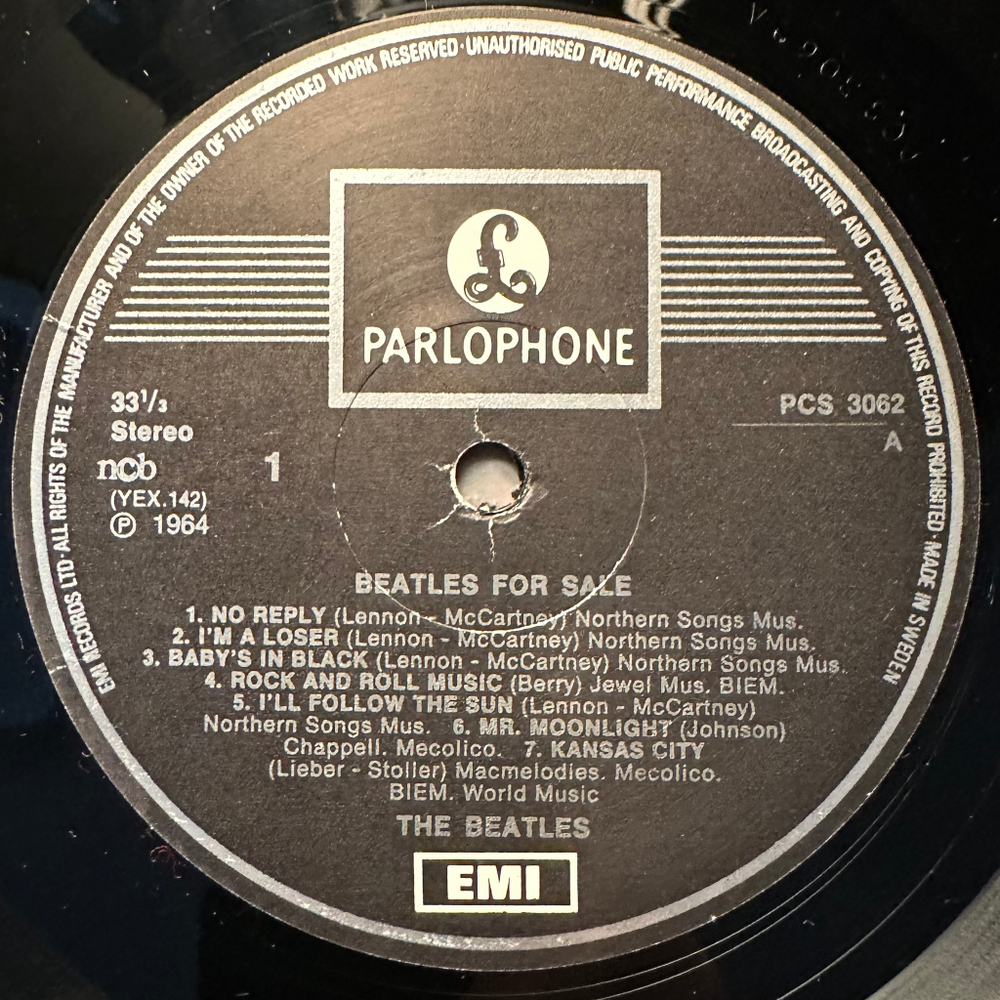 EMI RECORDS LTD·ALL RIGHTS OF THE MANUFACTURER AND OF THE OWNER OF THE RECORDED WORK RESERVED·UNAUTHORISED PUBLIC PERFORMANCE BROADCASTING AND COPYING OF THIS RECORD PROHIBITED·MADE IN SWEDEN
£
PARLOPHONE
33¹/₃
Stereo
ncb
1
(YEX.142)
℗ 1964
PCS 3062
A
BEATLES FOR SALE
1. NO REPLY (Lennon - McCartney) Northern Songs Mus.
2. I'M A LOSER (Lennon - McCartney) Northern Songs Mus.
3. BABY'S IN BLACK (Lennon - McCartney) Northern Songs Mus.
4. ROCK AND ROLL MUSIC (Berry) Jewel Mus. BIEM.
5. I'LL FOLLOW THE SUN (Lennon - McCartney)
Northern Songs Mus. 6. MR. MOONLIGHT (Johnson)
Chappell. Mecolico. 7. KANSAS CITY
(Lieber - Stoller) Macmelodies. Mecolico.
BIEM. World Music
THE BEATLES
EMI